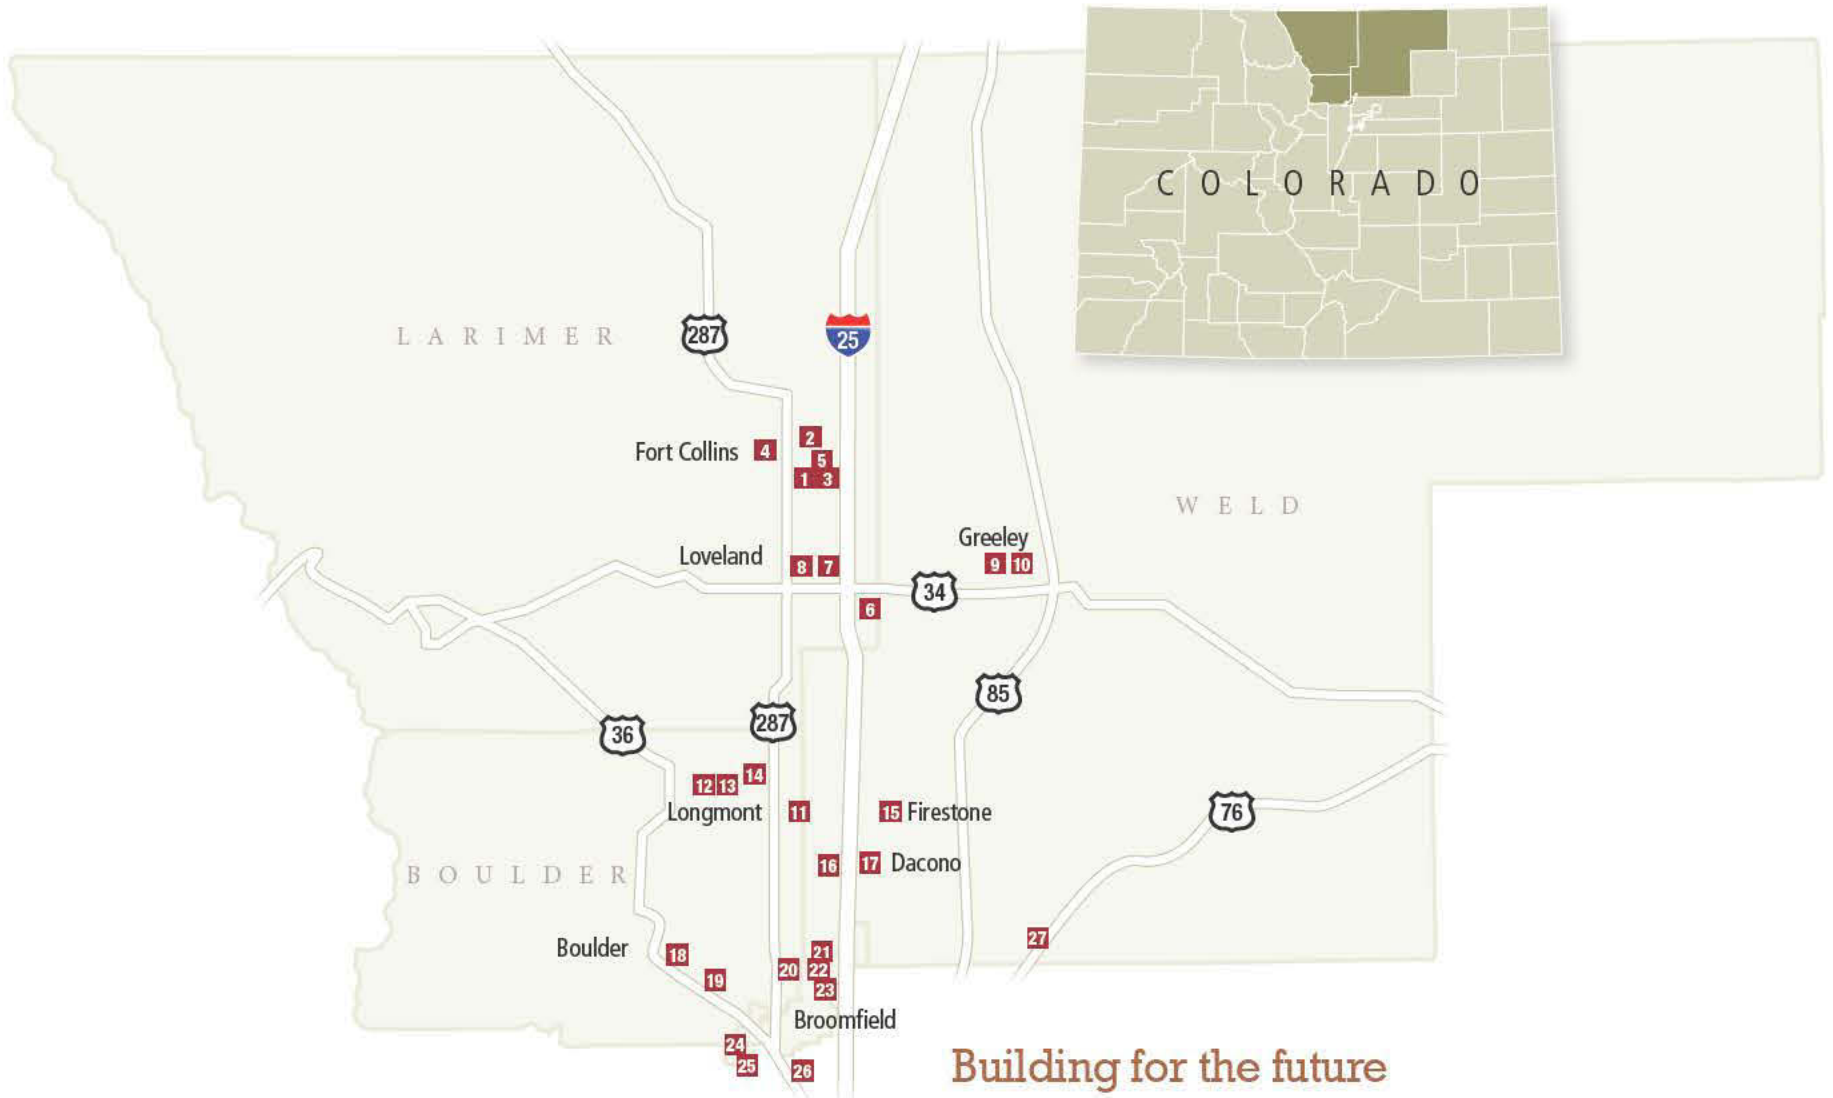 COLORADO
LARIMER
287
25
Fort Collins
4
2
5
1
3
WELD
Greeley
9
10
Loveland
8
7
34
6
85
36
287
12
13
14
Longmont
11
15
Firestone
76
16
17
Dacono
BOULDER
Boulder
18
19
20
21
22
23
27
Broomfield
24
25
26
Building for the future